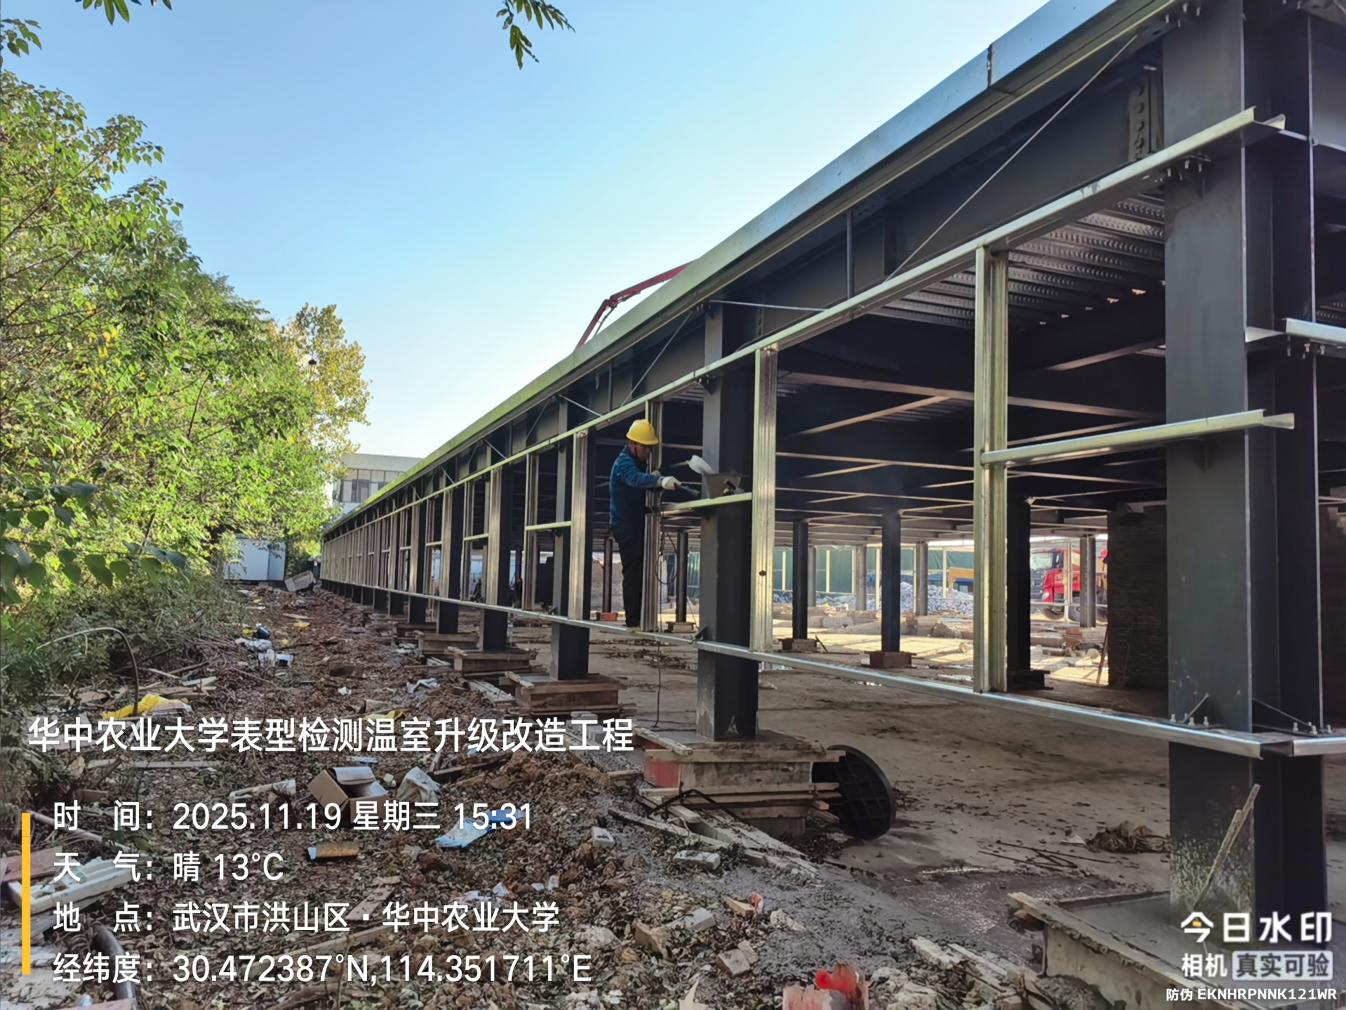 华中农业大学表型检测温室升级改造工程
时 间：2025.11.19 星期三 15:31
天 气：晴 13℃
地 点：武汉市洪山区·华中农业大学
经纬度：30.472387°N,114.351711°E
今日水印
相机 真实可验
防伪 EKNHRPNNK121WR